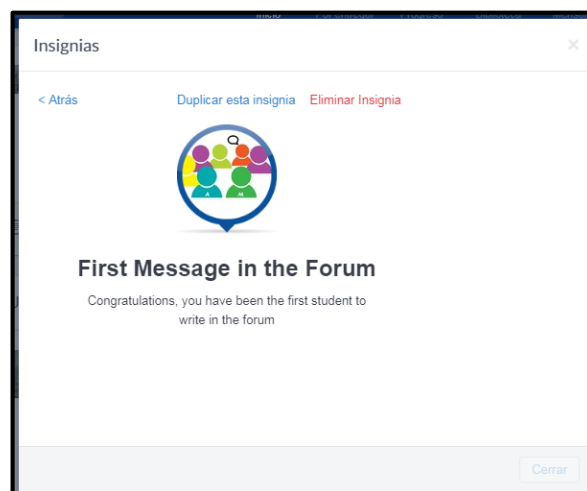 Insignias
×
< Atrás
Duplicar esta insignia
Eliminar Insignia
A
M
First Message in the Forum
Congratulations, you have been the first student to
write in the forum
Cerrar